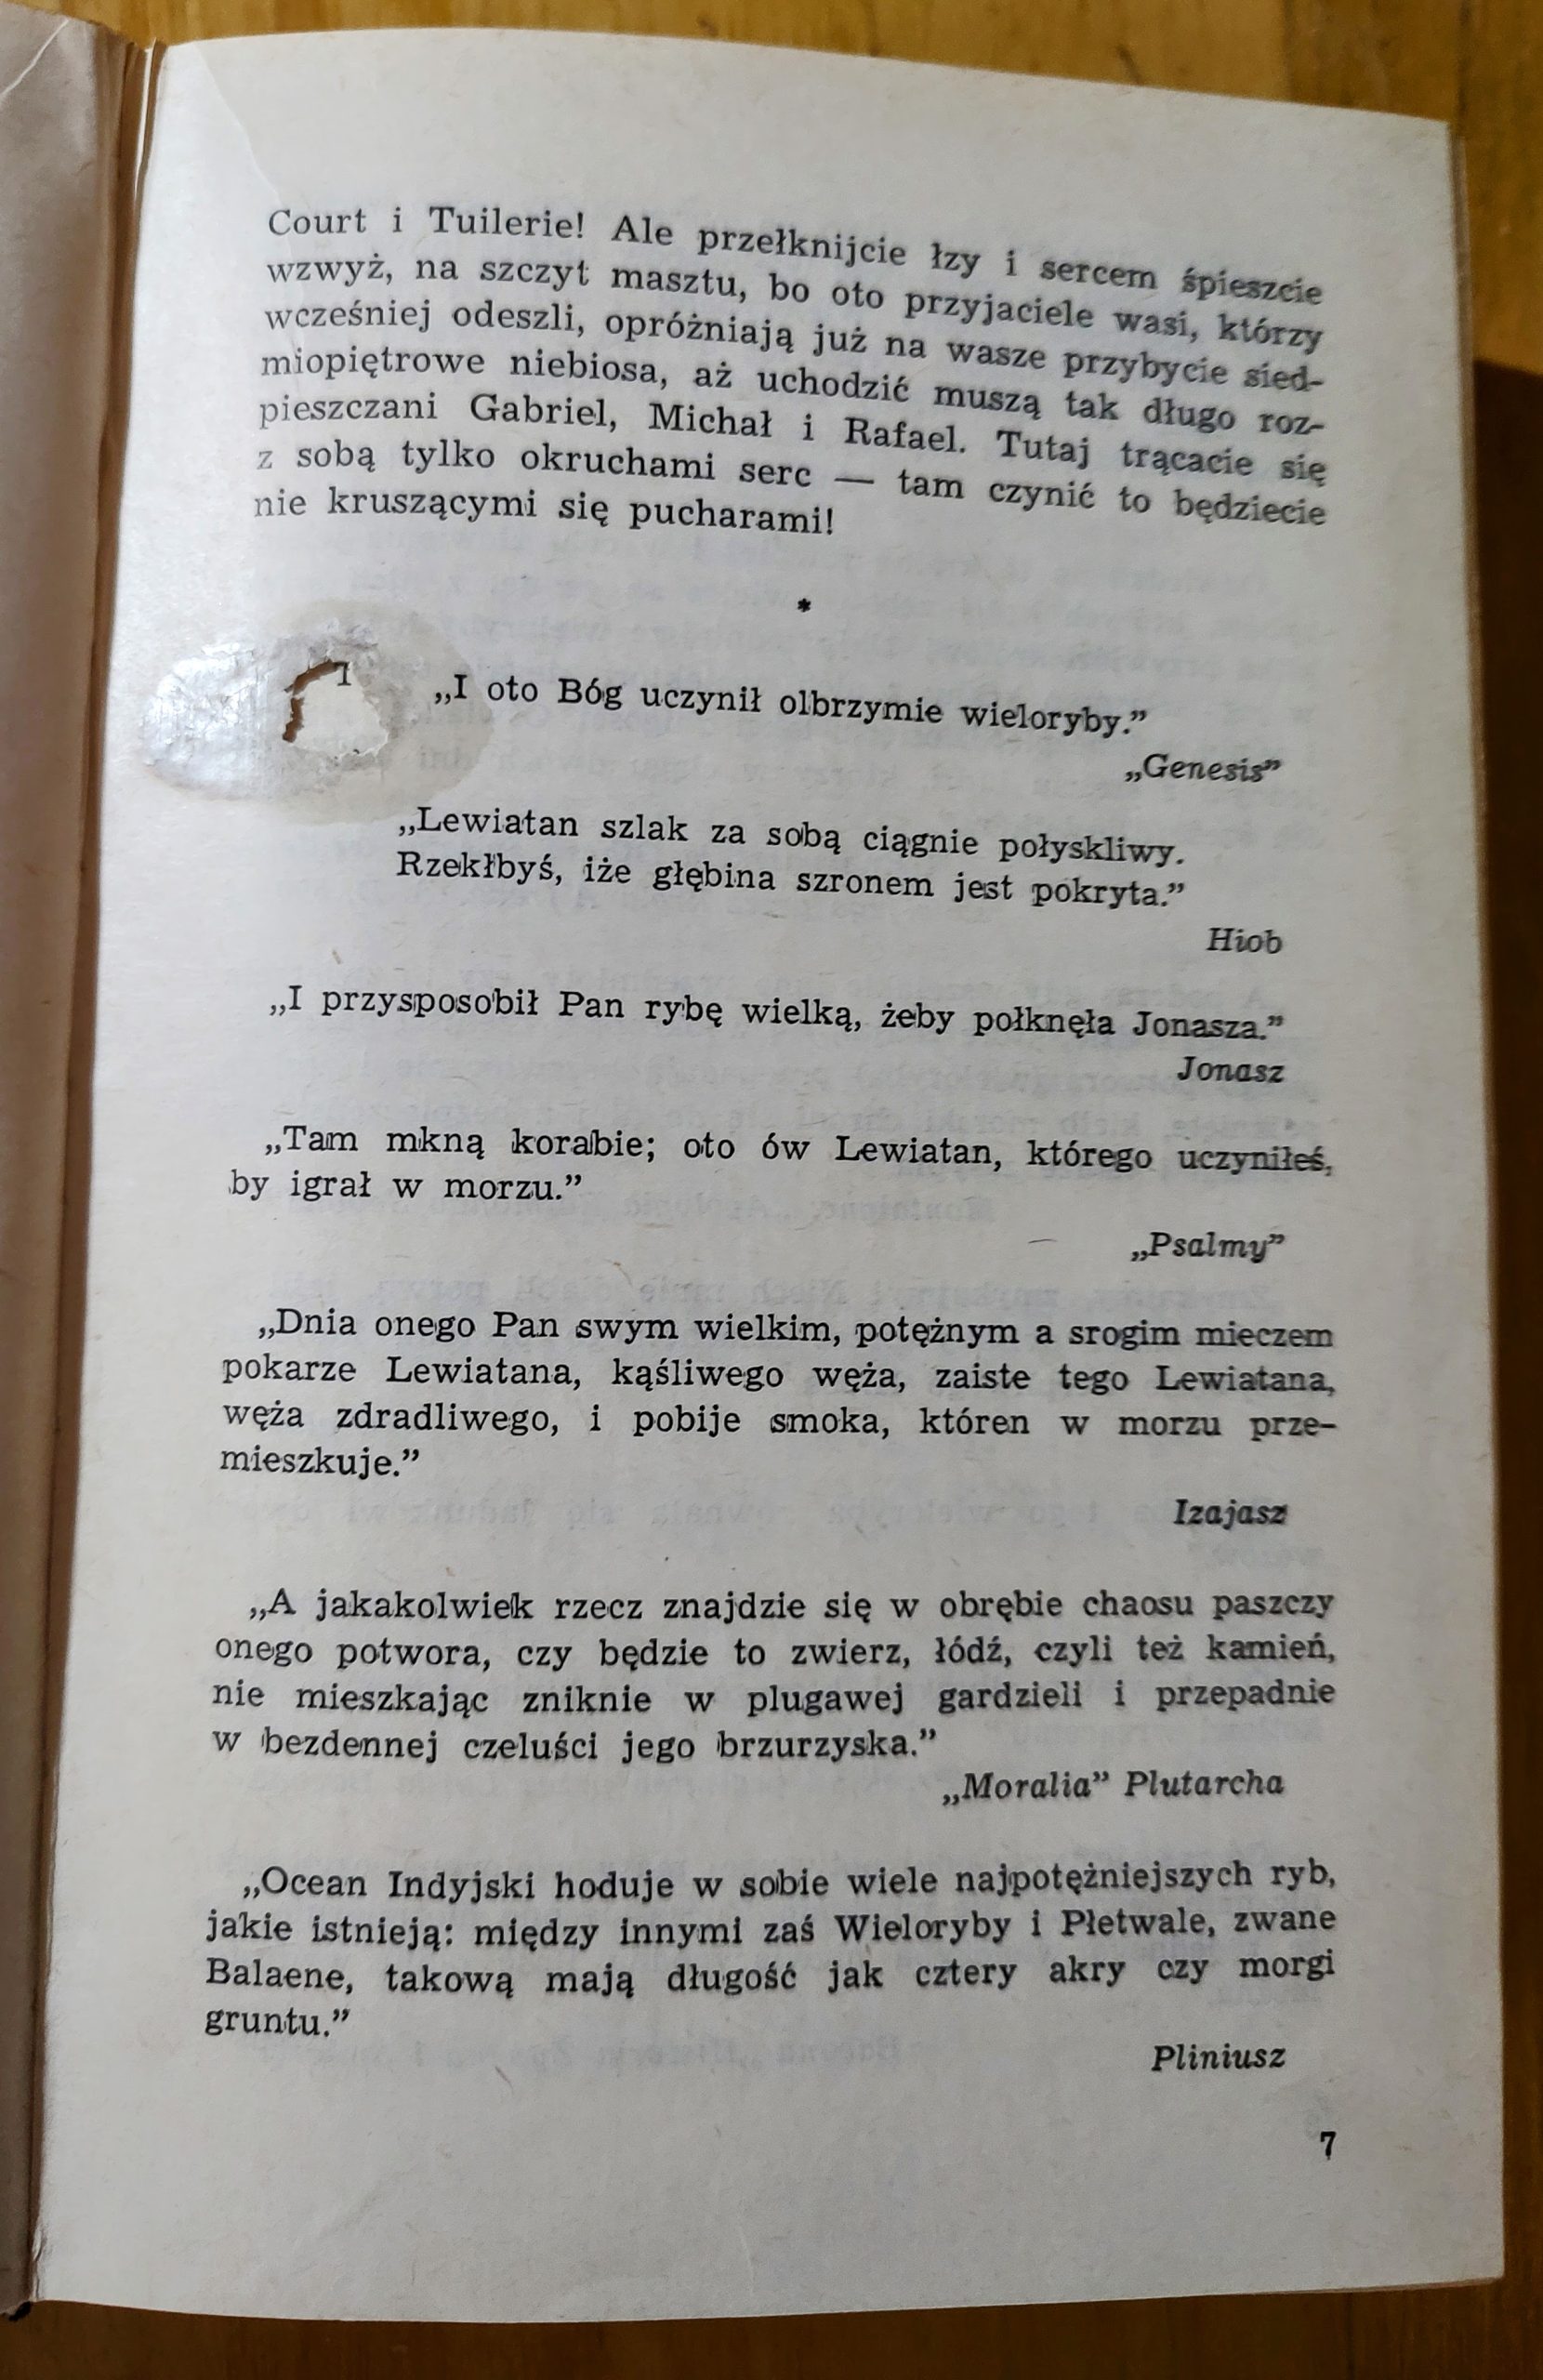 Court i Tuilerie! Ale przełknijcie łzy i sercem śpieszcie
wzwyż, na szczyt masztu, bo oto przyjaciele wasi, którzy
wcześniej odeszli, opróżniają już na wasze przybycie sied-
miopiętrowe niebiosa, aż uchodzić muszą tak długo roz-
pieszczani Gabriel, Michał i Rafael. Tutaj trącacie się
z sobą tylko okruchami serc — tam czynić to będziecie
nie kruszącymi się pucharami!
*
„I oto Bóg uczynił olbrzymie wieloryby.”
„Genesis”
„Lewiatan szlak za sobą ciągnie połyskliwy.
Rzekłbyś, iże głębina szronem jest pokryta.”
Hiob
„I przysposobił Pan rybę wielką, żeby połknęła Jonasza.”
Jonasz
„Tam mkną korabie; oto ów Lewiatan, którego uczyniłeś,
by igrał w morzu.”
„Psalmy”
„Dnia onego Pan swym wielkim, potężnym a srogim mieczem
pokarze Lewiatana, kąśliwego węża, zaiste tego Lewiatana,
węża zdradliwego, i pobije smoka, któren w morzu prze-
mieszkuje.”
Izajasz
„A jakakolwiek rzecz znajdzie się w obrębie chaosu paszczy
onego potwora, czy będzie to zwierz, łódź, czyli też kamień,
nie mieszkając zniknie w plugawej gardzieli i przepadnie
w bezdennej czeluści jego brzurzyska.”
„Moralia” Plutarcha
„Ocean Indyjski hoduje w sobie wiele najpotężniejszych ryb,
jakie istnieją: między innymi zaś Wieloryby i Płetwale, zwane
Balaene, takową mają długość jak cztery akry czy morgi
gruntu.”
Pliniusz
7